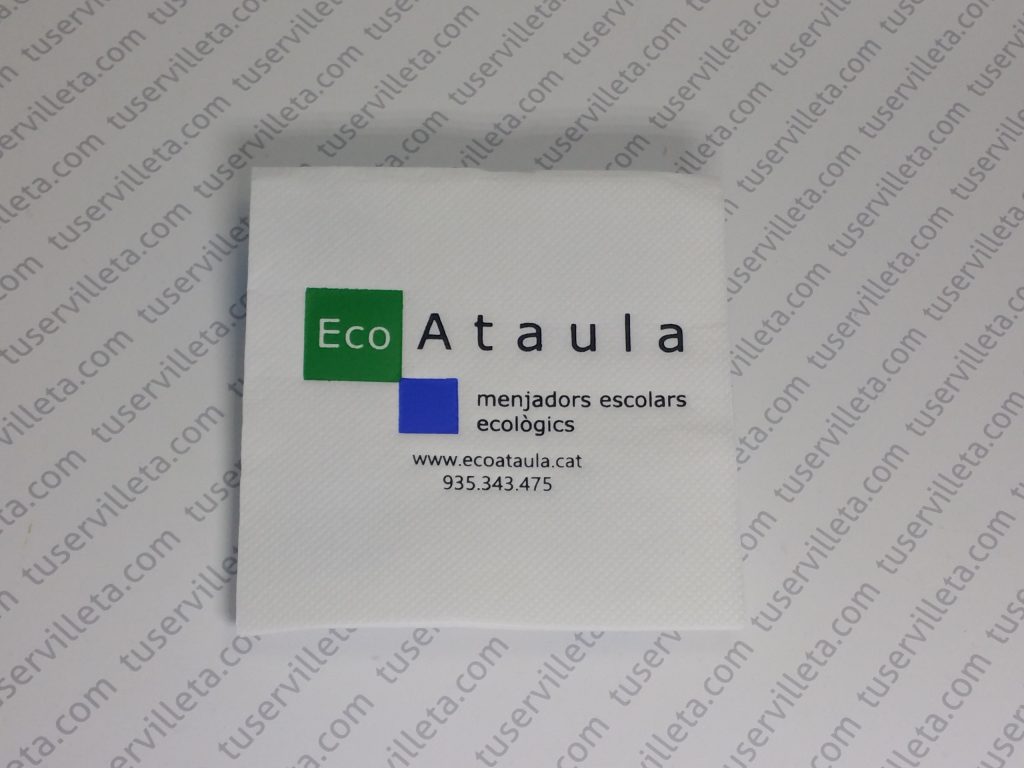 Eco Ataula
menjadors escolars
ecològics
www.ecoataula.cat
935.343.475
tuservilleta.com